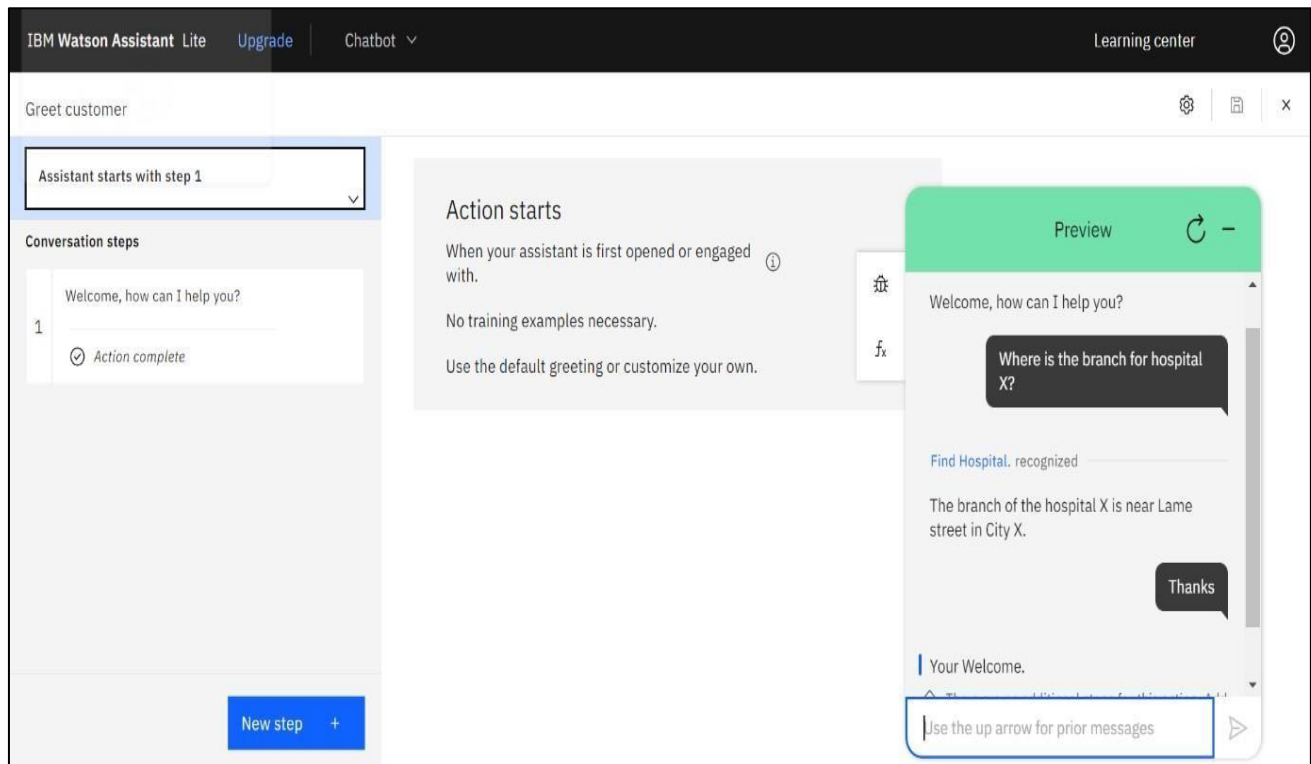 IBM Watson Assistant Lite Upgrade Chatbot Learning center
Greet customer
Assistant starts with step 1
Conversation steps
1
Welcome, how can I help you?
Action complete
New step +
Action starts
When your assistant is first opened or engaged
with.
No training examples necessary.
Use the default greeting or customize your own.
fx
Preview
Welcome, how can I help you?
Where is the branch for hospital
X?
Find Hospital. recognized
The branch of the hospital X is near Lame
street in City X.
Thanks
Your Welcome.
Use the up arrow for prior messages